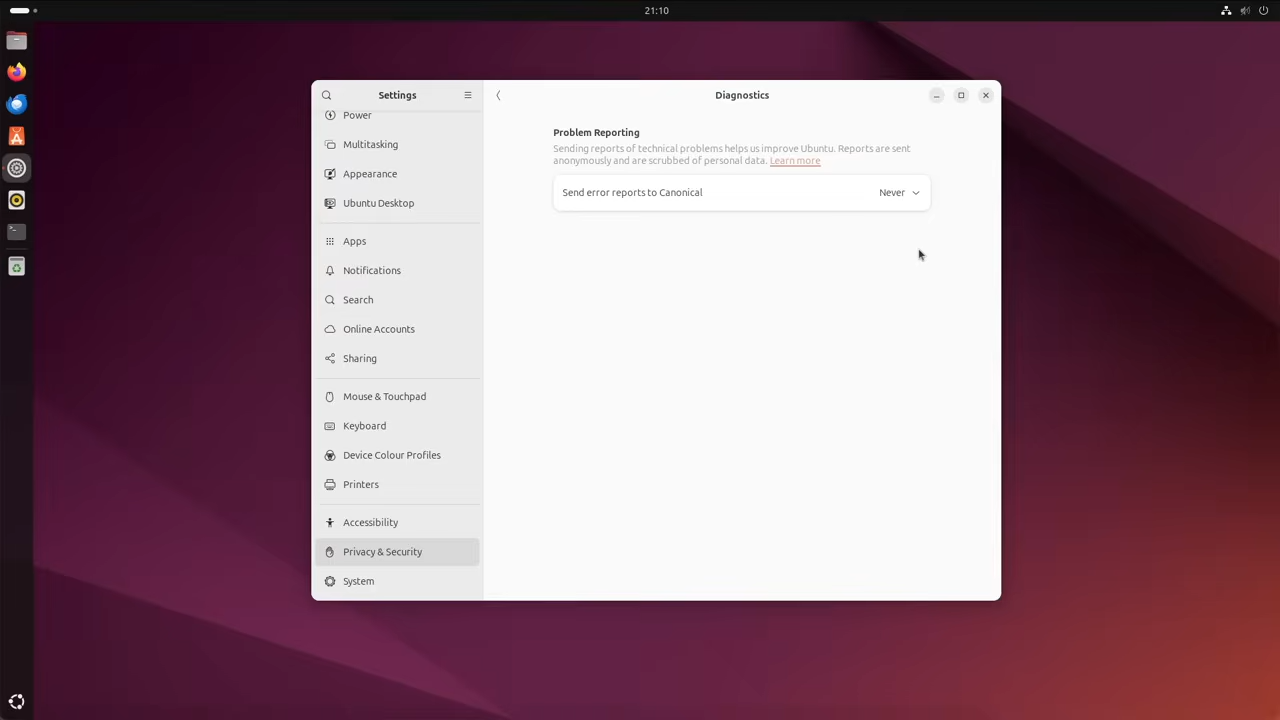 21:10
Settings
Diagnostics
Power
Multitasking
Appearance
Ubuntu Desktop
Apps
Notifications
Search
Online Accounts
Sharing
Mouse & Touchpad
Keyboard
Device Colour Profiles
Printers
Accessibility
Privacy & Security
System
Problem Reporting
Sending reports of technical problems helps us improve Ubuntu. Reports are sent
anonymously and are scrubbed of personal data. Learn more
Send error reports to Canonical Never